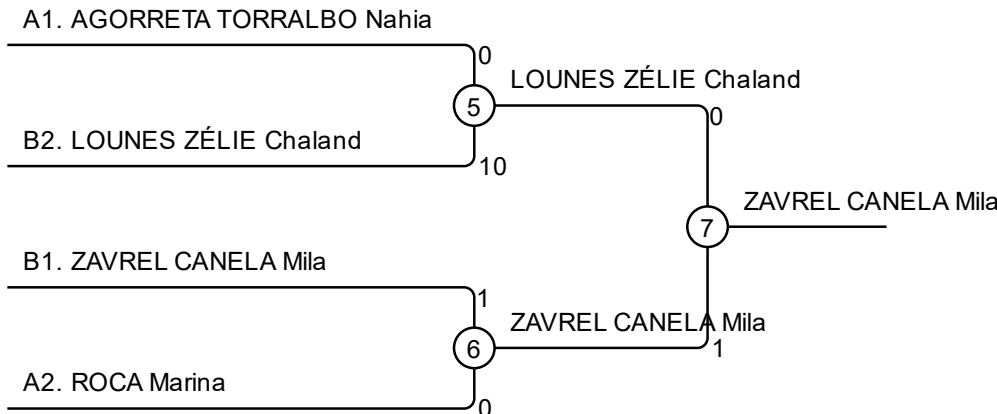 A1. AGORRETA TORRALBO Nahia
0
LOUNES ZÉLIE Chaland
5
0
B2. LOUNES ZÉLIE Chaland
10
ZAVREL CANELA Mila
7
B1. ZAVREL CANELA Mila
1
ZAVREL CANELA Mila
6
1
A2. ROCA Marina
0